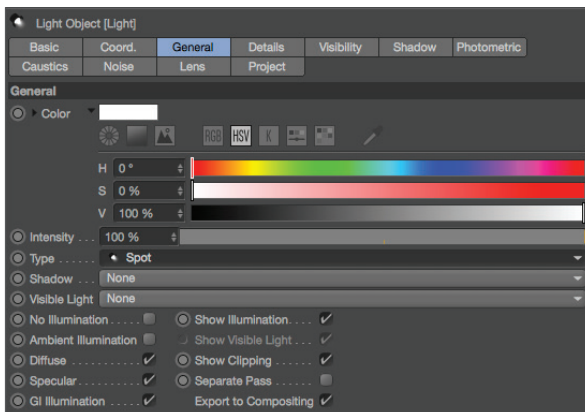 Light Object [Light]
Basic Coord. General Details Visibility Shadow Photometric
Caustics Noise Lens Project
General
Color
RGB HSV K
H 0°
S 0 %
V 100 %
Intensity . . . 100 %
Type . . . . . . Spot
Shadow . . . None
Visible Light None
No Illumination . . . . . Show Illumination. . . .
Ambient Illumination Show Visible Light . . .
Diffuse . . . . . . . . . . Show Clipping . . . . . .
Specular. . . . . . . . . Separate Pass . . . . . .
GI Illumination . . . . . Export to Compositing